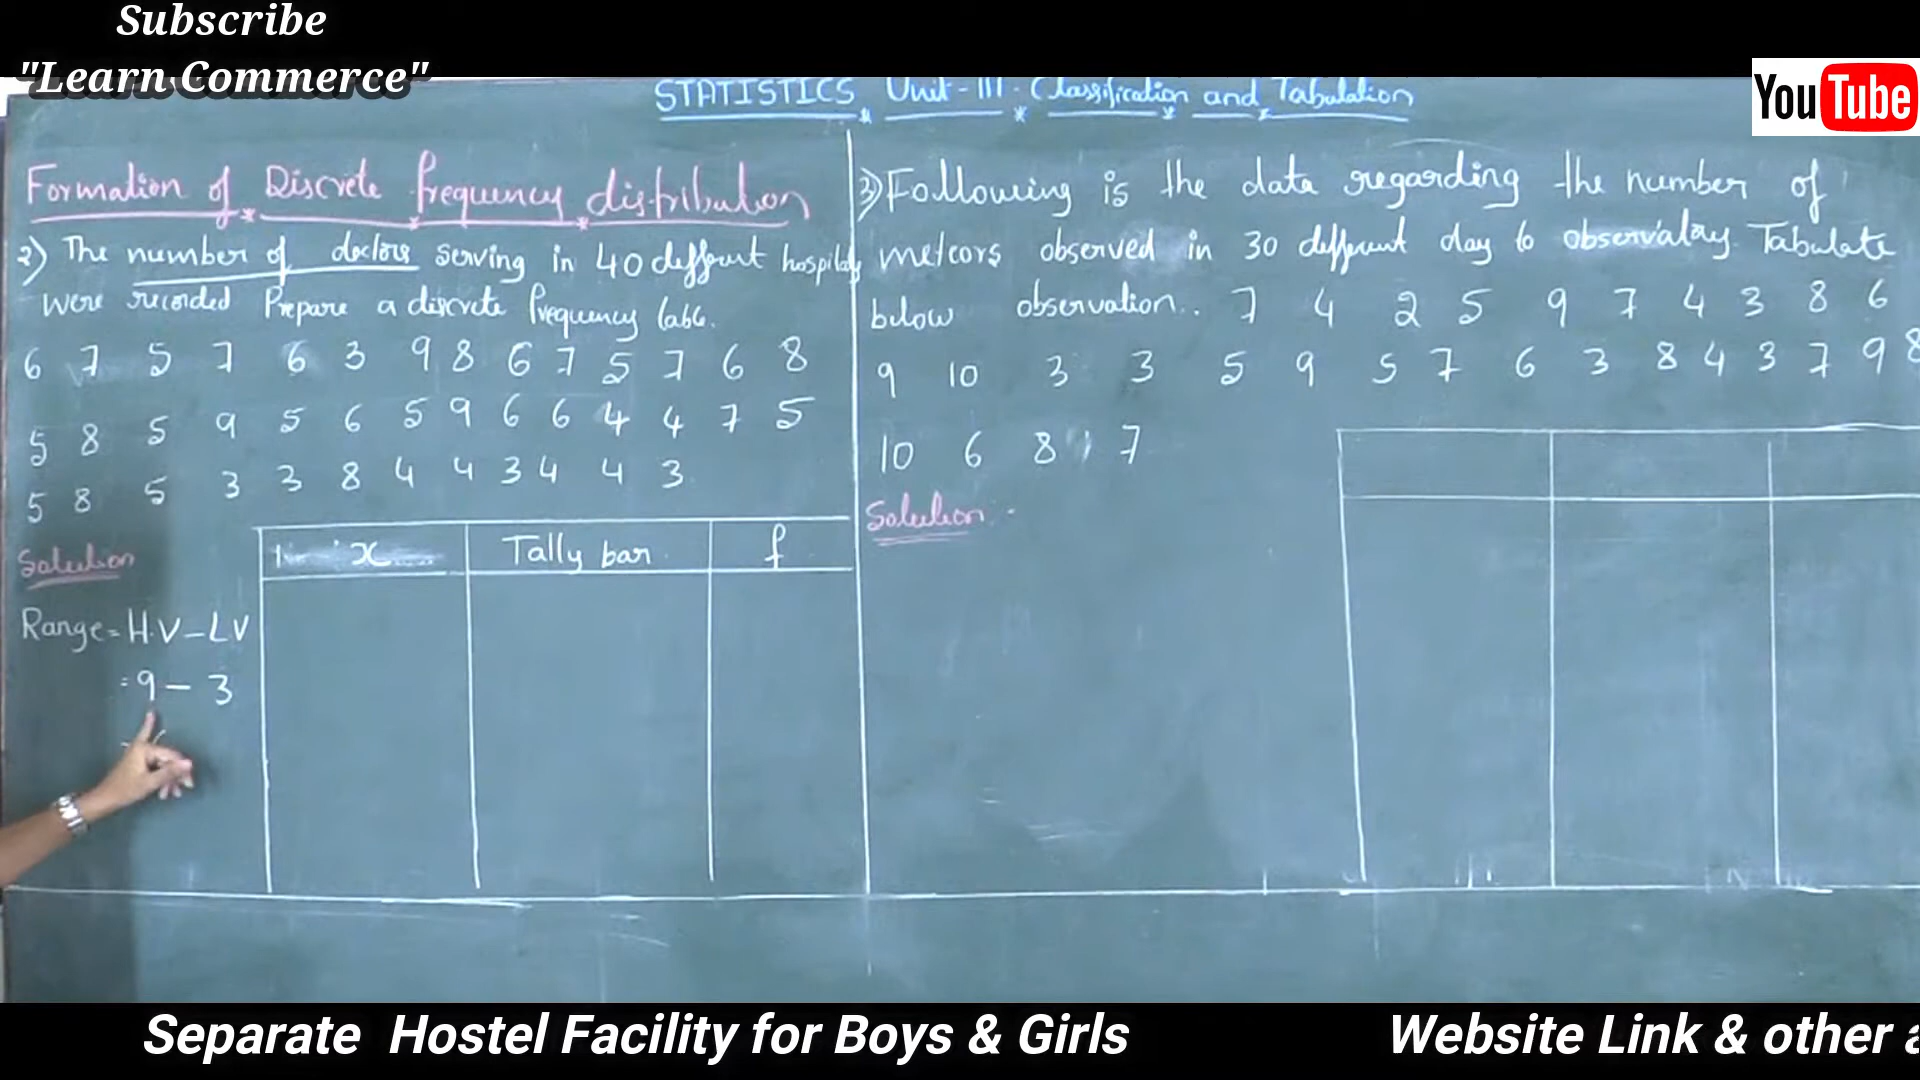 Subscribe
"Learn Commerce"
YouTube
STATISTICS Unit-III. Classification and Tabulation
Formation of Discrete frequency distribution
2) The number of doctors serving in 40 different hospitals
were recorded Prepare a discrete frequency table.
6 7 5 7 6 3 9 8 6 7 5 7 6 8
5 8 5 9 5 6 5 9 6 6 4 4 7 5
5 8 5 3 3 8 4 4 3 4 4 3
Solution
x Tally bar f
Range = H.V - LV
= 9 - 3
3) Following is the data regarding the number of
meteors observed in 30 different day to observatory. Tabulate
below observation.. 7 4 2 5 9 7 4 3 8 6
9 10 3 3 5 9 5 7 6 3 8 4 3 7 9 8
10 6 8 7
Solution :-
Separate Hostel Facility for Boys & Girls
Website Link & other